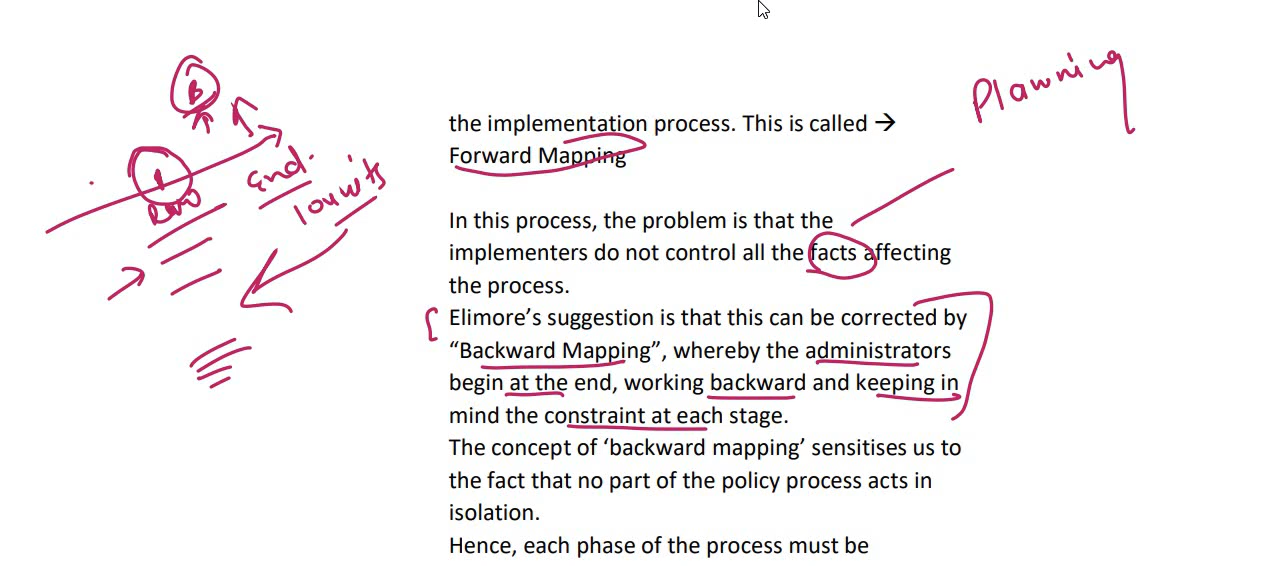 Planning
B
the implementation process. This is called →
Forward Mapping
1
End.
10 units
In this process, the problem is that the
implementers do not control all the facts affecting
the process.
Elimore’s suggestion is that this can be corrected by
“Backward Mapping”, whereby the administrators
begin at the end, working backward and keeping in
mind the constraint at each stage.
The concept of ‘backward mapping’ sensitises us to
the fact that no part of the policy process acts in
isolation.
Hence, each phase of the process must be